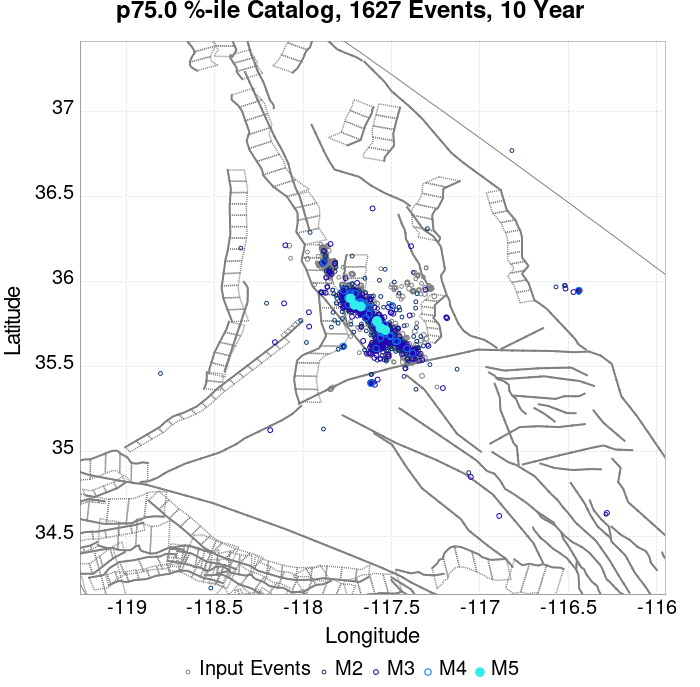 p75.0 %-ile Catalog, 1627 Events, 10 Year
37
36.5
36
35.5
35
34.5
Latitude
-119
-118.5
-118
-117.5
-117
-116.5
-116
Longitude
Input Events
M2
M3
M4
M5